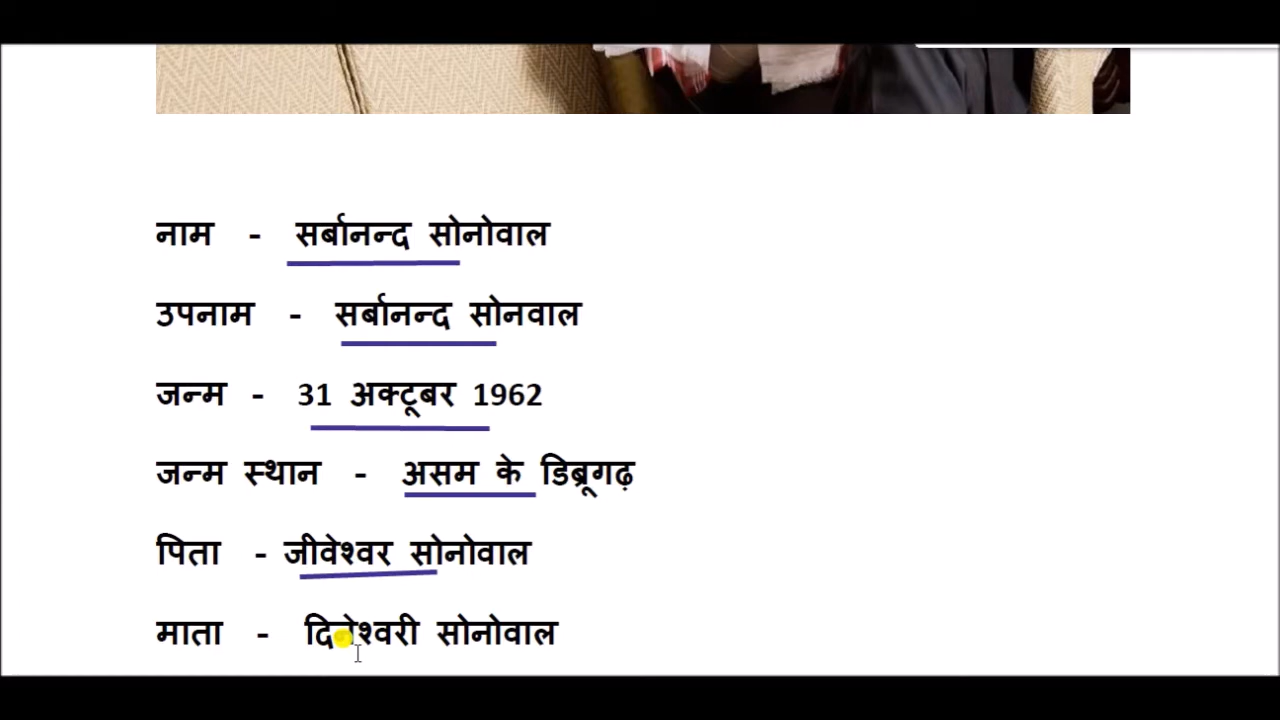 नाम - सर्बानन्द सोनोवाल
उपनाम - सर्बानन्द सोनवाल
जन्म - 31 अक्टूबर 1962
जन्म स्थान - असम के डिब्रूगढ़
पिता - जीवेश्वर सोनोवाल
माता - दिनेश्वरी सोनोवाल